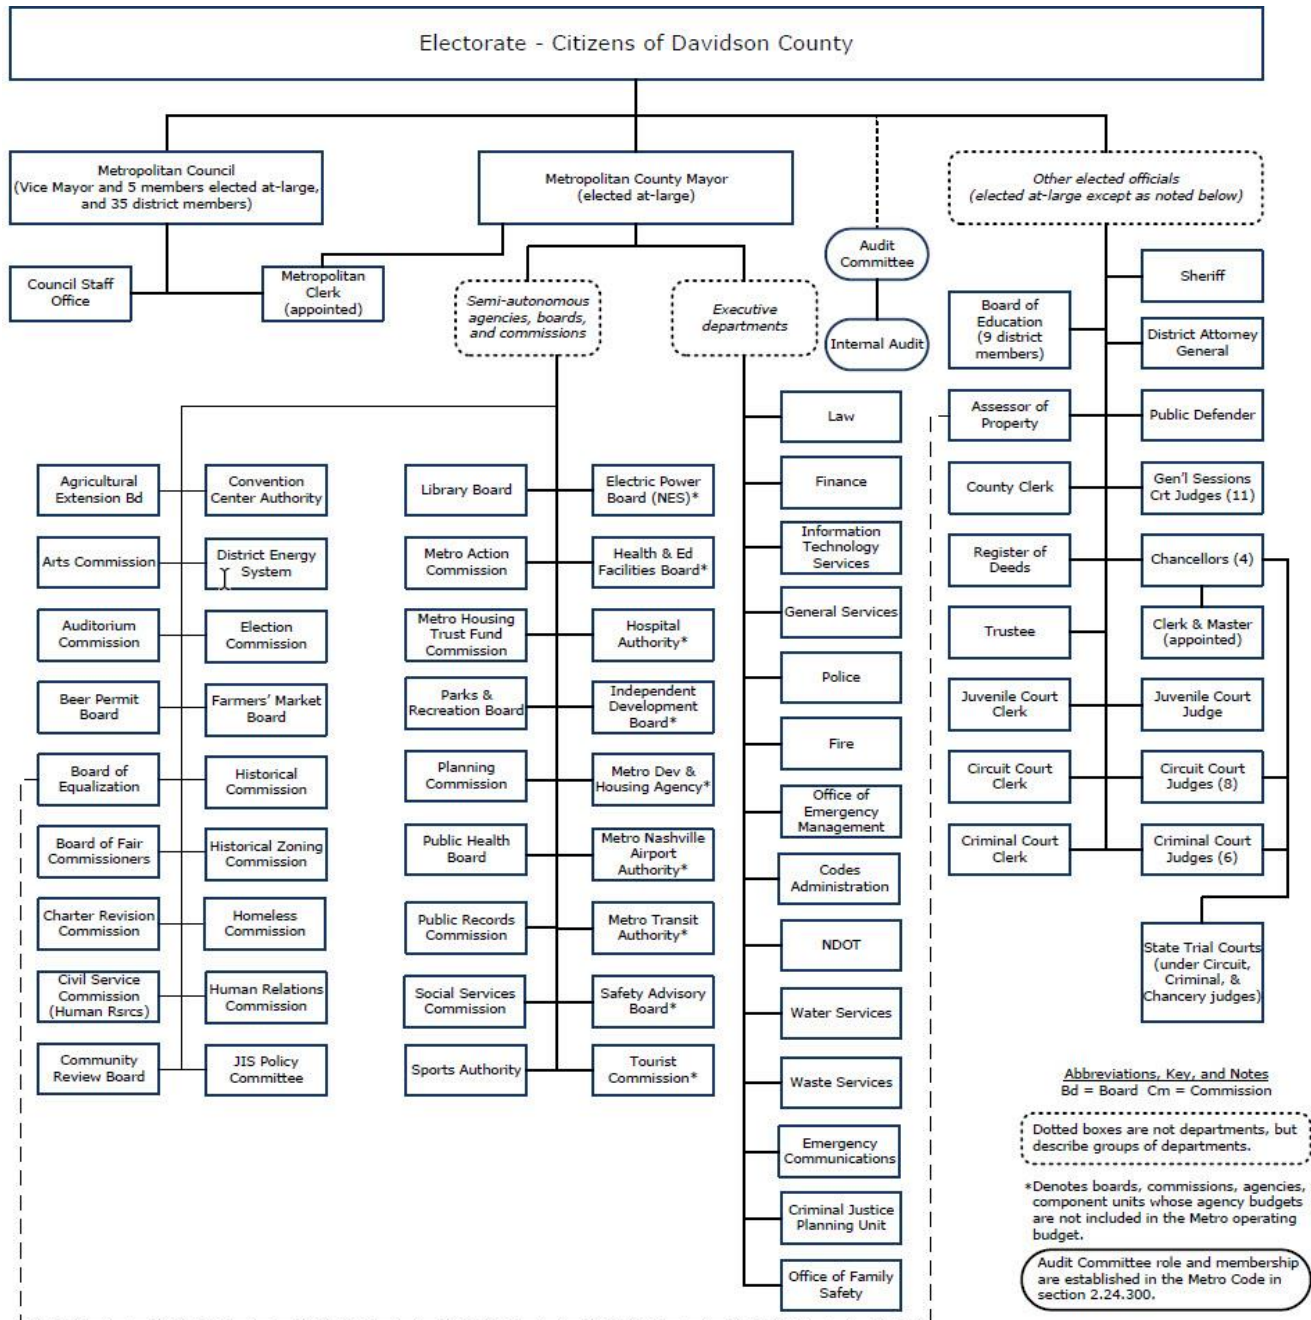 Electorate - Citizens of Davidson County
Metropolitan Council
(Vice Mayor and 5 members elected at-large,
and 35 district members)
Metropolitan County Mayor
(elected at-large)
Other elected officials
(elected at-large except as noted below)
Council Staff
Office
Metropolitan
Clerk
(appointed)
Semi-autonomous
agencies, boards,
and commissions
Executive
departments
Audit
Committee
Internal Audit
Agricultural
Extension Bd
Convention
Center Authority
Arts Commission
District Energy
System
Auditorium
Commission
Election
Commission
Beer Permit
Board
Farmers' Market
Board
Board of
Equalization
Historical
Commission
Board of Fair
Commissioners
Historical Zoning
Commission
Charter Revision
Commission
Homeless
Commission
Civil Service
Commission
(Human Rsrcs)
Human Relations
Commission
Community
Review Board
JIS Policy
Committee
Library Board
Electric Power
Board (NES)*
Metro Action
Commission
Health & Ed
Facilities Board*
Metro Housing
Trust Fund
Commission
Hospital
Authority*
Parks &
Recreation Board
Independent
Development
Board*
Planning
Commission
Metro Dev &
Housing Agency*
Public Health
Board
Metro Nashville
Airport
Authority*
Public Records
Commission
Metro Transit
Authority*
Social Services
Commission
Safety Advisory
Board*
Sports Authority
Tourist
Commission*
Law
Finance
Information
Technology
Services
General Services
Police
Fire
Office of
Emergency
Management
Codes
Administration
NDOT
Water Services
Waste Services
Emergency
Communications
Criminal Justice
Planning Unit
Office of Family
Safety
Sheriff
Board of
Education
(9 district
members)
District Attorney
General
Assessor of
Property
Public Defender
County Clerk
Gen'l Sessions
Crt Judges (11)
Register of
Deeds
Chancellors (4)
Trustee
Clerk & Master
(appointed)
Juvenile Court
Clerk
Juvenile Court
Judge
Circuit Court
Clerk
Circuit Court
Judges (8)
Criminal Court
Clerk
Criminal Court
Judges (6)
State Trial Courts
(under Circuit,
Criminal, &
Chancery judges)
Abbreviations, Key, and Notes
Bd = Board Cm = Commission
Dotted boxes are not departments, but
describe groups of departments.
*Denotes boards, commissions, agencies,
component units whose agency budgets
are not included in the Metro operating
budget.
Audit Committee role and membership
are established in the Metro Code in
section 2.24.300.